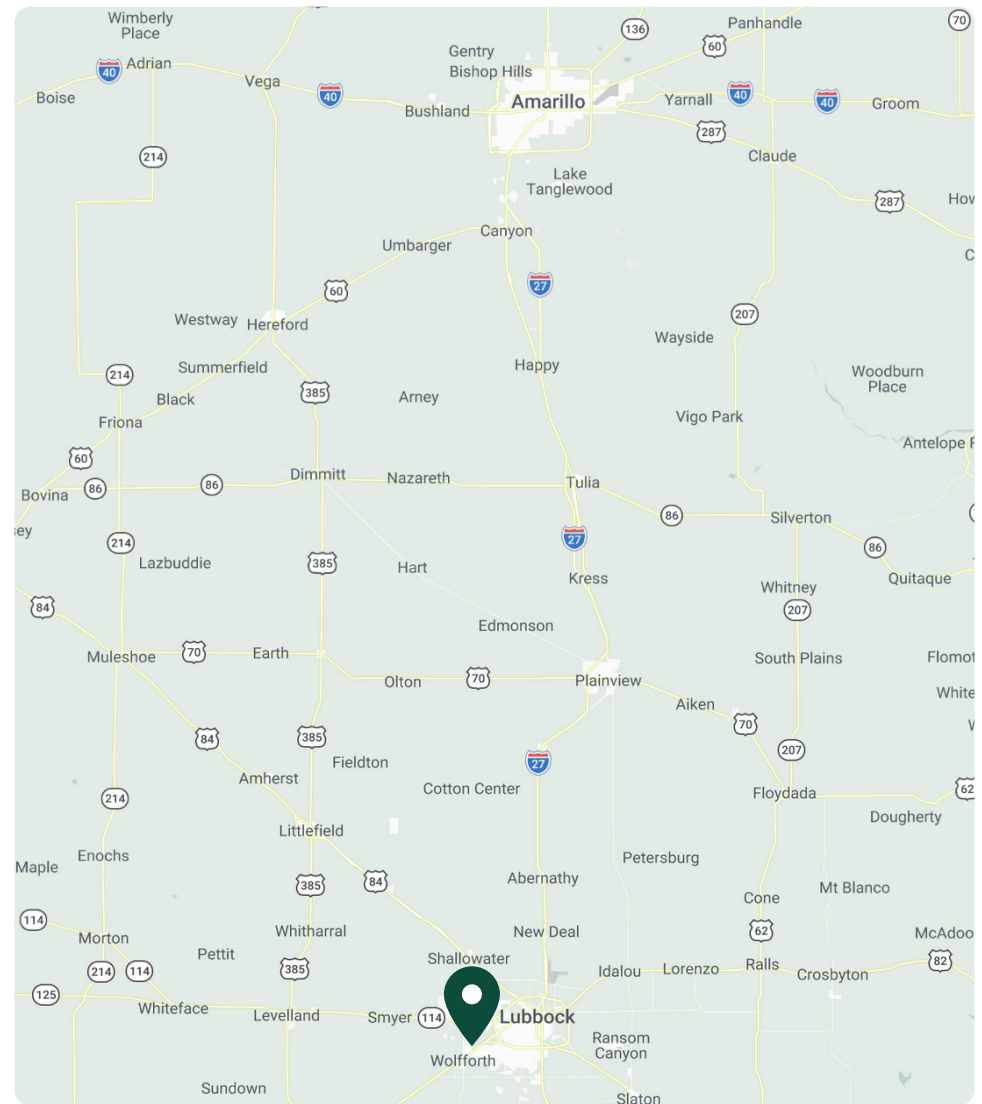 Wimberly
Place
Panhandle
70
136
60
Gentry
Adrian
40
Bishop Hills
Vega
40
Boise
Amarillo
Yarnall
40
40
Groom
Bushland
287
214
Claude
Lake
Tanglewood
287
How
Canyon
Umbarger
C
27
60
207
Westway
Hereford
Wayside
Happy
Summerfield
214
Woodburn
Place
385
Black
Arney
Vigo Park
Friona
Antelope F
60
Dimmitt
Nazareth
Tulia
86
86
Bovina
86
Silverton
sey
27
214
86
Lazbuddie
385
Hart
Kress
Quitaque
Whitney
84
207
Edmonson
70
Earth
Muleshoe
South Plains
Flomot
Olton
70
Plainview
White
Aiken
70
84
385
207
27
Fieldton
Amherst
Cotton Center
62
Floydada
214
Dougherty
Littlefield
Enochs
Petersburg
Maple
385
84
Abernathy
Mt Blanco
Cone
114
Whitharral
New Deal
62
McAdoo
Morton
Pettit
Shallowater
82
214
114
385
Idalou
Lorenzo
Ralls
Crosbyton
125
Whiteface
Levelland
Smyer
114
Lubbock
Ransom
Canyon
Wolfforth
Sundown
Slaton